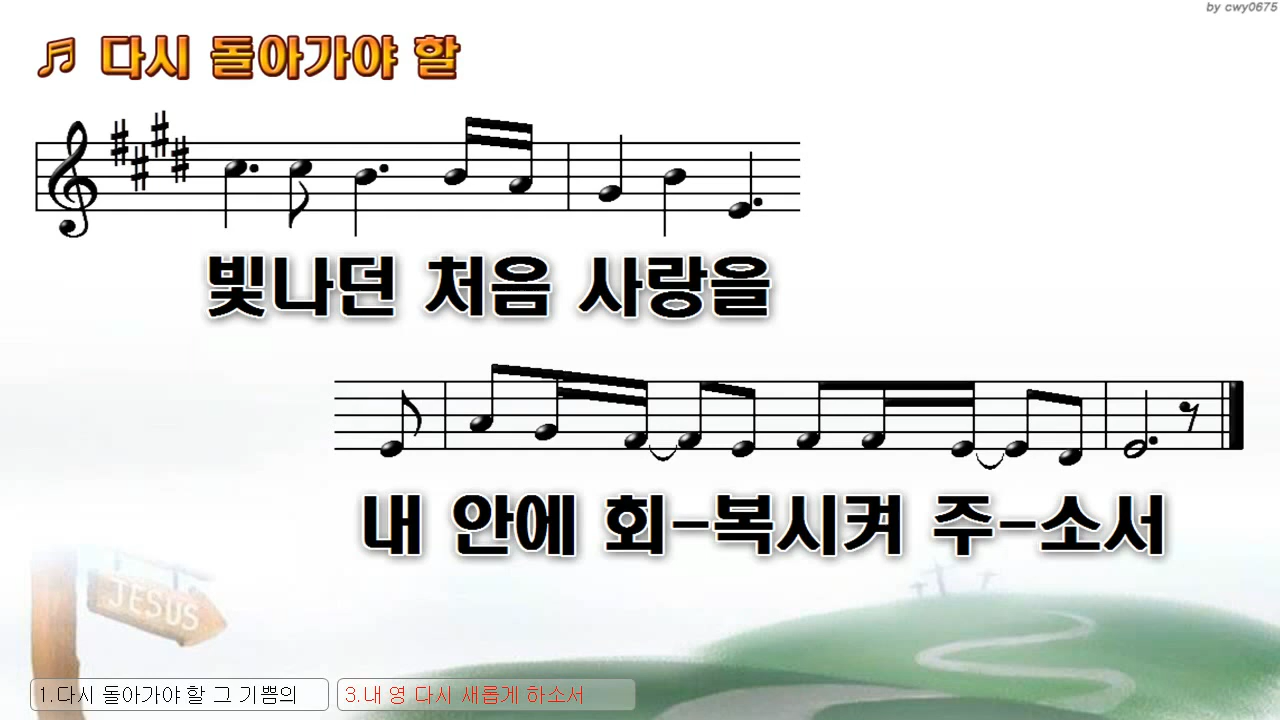 by cwy0675
다시 돌아가야 할
빛나던 처음 사랑을
내 안에 회-복시켜 주-소서
JESUS
1.다시 돌아가야 할 그 기쁨의
3.내 영 다시 새롭게 하소서